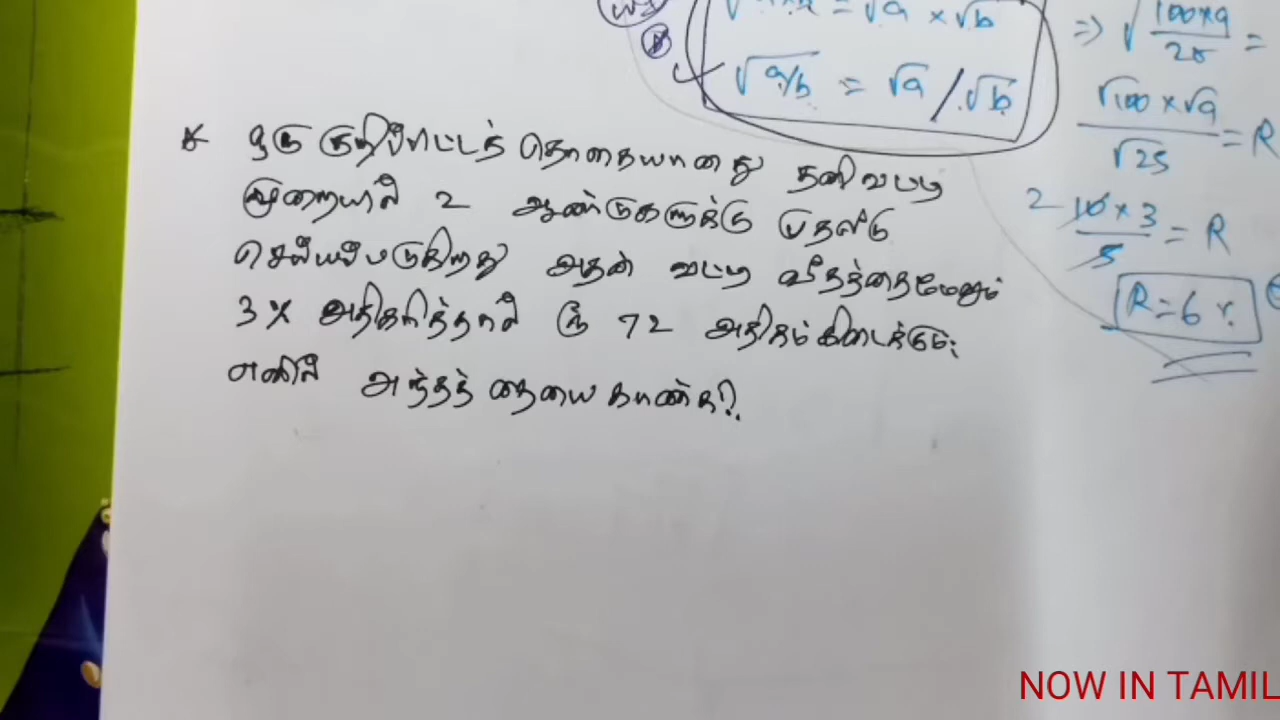 √a×b = √a × √b
√a/b = √a / √b
⇒ √100×9/25 =
√100 × √9 / √25 = R
2 10 × 3 / 5 = R
R = 6 %
* ஒரு குறிப்பிட்டத் தொகையானது தனிவட்டி
முறையில் 2 ஆண்டுகளுக்கு முதலீடு
செய்யப்படுகிறது அதன் வட்டி வீதத்தைமேலும்
3% அதிகரித்தால் ரூ 72 அதிகம் கிடைக்கும்;
எனில் அந்தத் தையை காண்க?
NOW IN TAMIL